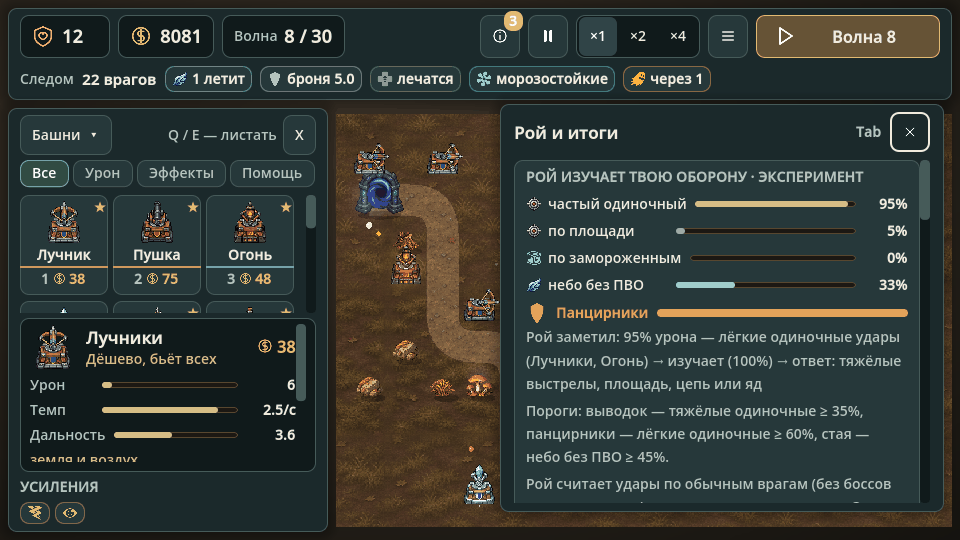 12
8081
Волна 8 / 30
3
×1
×2
×4
Волна 8
Следом 22 врагов
1 летит
броня 5.0
лечатся
морозостойкие
через 1
Башни
Q / E — листать
X
Все
Урон
Эффекты
Помощь
Лучник
Пушка
Огонь
1 38
2 75
3 48
Лучники
Дёшево, бьёт всех
38
Урон 6
Темп 2.5/с
Дальность 3.6
земля и воздух
УСИЛЕНИЯ
Рой и итоги
Tab
РОЙ ИЗУЧАЕТ ТВОЮ ОБОРОНУ · ЭКСПЕРИМЕНТ
частый одиночный 95%
по площади 5%
по замороженным 0%
небо без ПВО 33%
Панцирники
Рой заметил: 95% урона — лёгкие одиночные удары
(Лучники, Огонь) → изучает (100%) → ответ: тяжёлые
выстрелы, площадь, цепь или яд
Пороги: выводок — тяжёлые одиночные ≥ 35%,
панцирники — лёгкие одиночные ≥ 60%, стая —
небо без ПВО ≥ 45%.
Рой считает удары по обычным врагам (без боссов